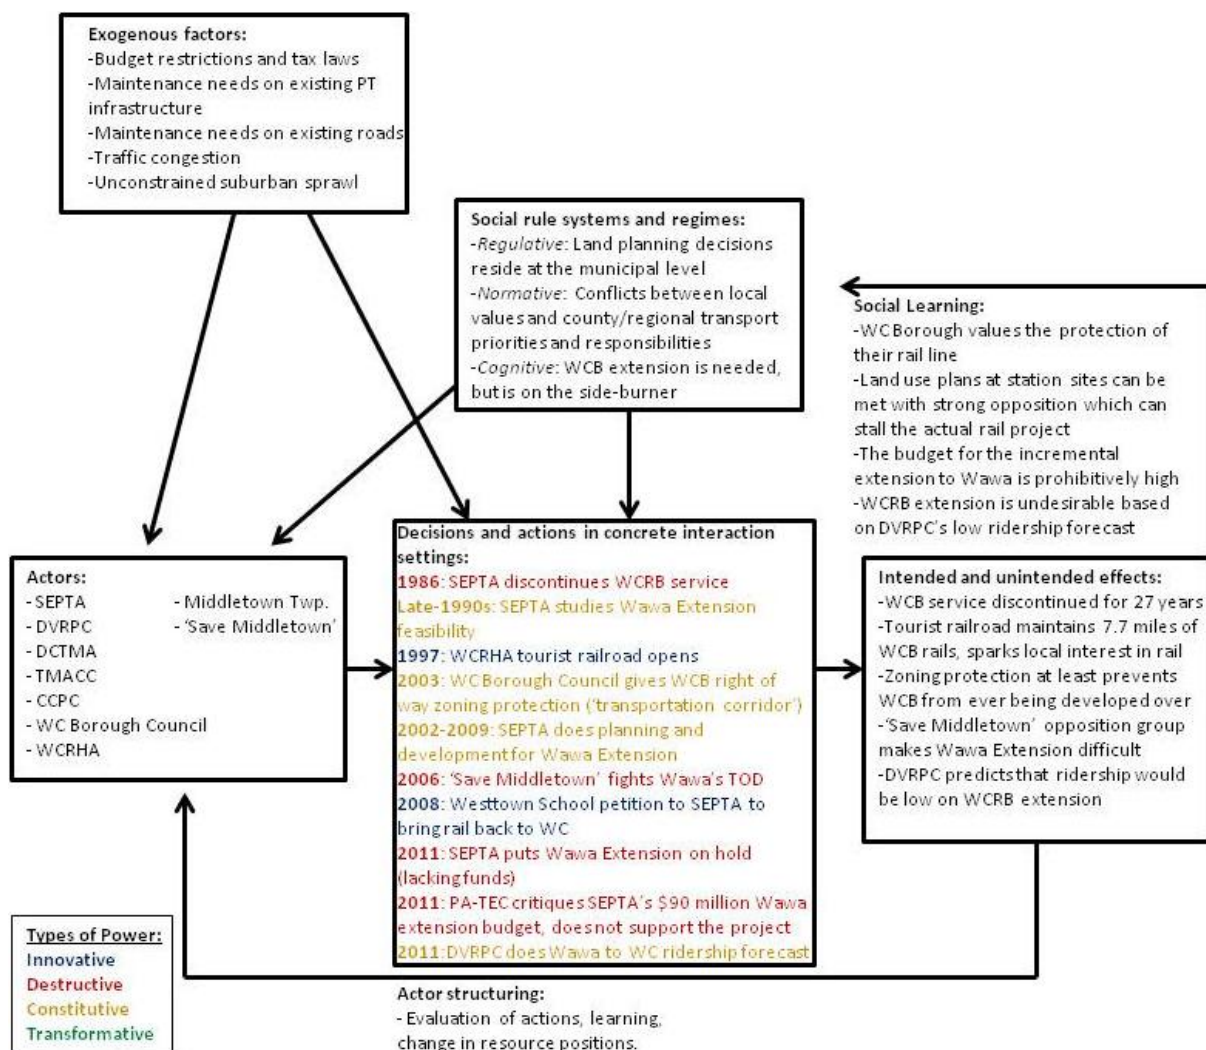 Exogenous factors:
-Budget restrictions and tax laws
-Maintenance needs on existing PT
infrastructure
-Maintenance needs on existing roads
-Traffic congestion
-Unconstrained suburban sprawl
Social rule systems and regimes:
-Regulative: Land planning decisions
reside at the municipal level
-Normative: Conflicts between local
values and county/regional transport
priorities and responsibilities
-Cognitive: WCB extension is needed,
but is on the side-burner
Social Learning:
-WC Borough values the protection of
their rail line
-Land use plans at station sites can be
met with strong opposition which can
stall the actual rail project
-The budget for the incremental
extension to Wawa is prohibitively high
-WCRB extension is undesirable based
on DVRPC's low ridership forecast
Actors:
- SEPTA
- DVRPC
- DCTMA
- TMACC
- CCPC
- WC Borough Council
- WCRHA
- Middletown Twp.
- 'Save Middletown'
Decisions and actions in concrete interaction
settings:
1986: SEPTA discontinues WCRB service
Late-1990s: SEPTA studies Wawa Extension
feasibility
1997: WCRHA tourist railroad opens
2003: WC Borough Council gives WCB right of
way zoning protection ('transportation corridor')
2002-2009: SEPTA does planning and
development for Wawa Extension
2006: 'Save Middletown' fights Wawa's TOD
2008: Westtown School petition to SEPTA to
bring rail back to WC
2011: SEPTA puts Wawa Extension on hold
(lacking funds)
2011: PA-TEC critiques SEPTA's $90 million Wawa
extension budget, does not support the project
2011: DVRPC does Wawa to WC ridership forecast
Intended and unintended effects:
-WCB service discontinued for 27 years
-Tourist railroad maintains 7.7 miles of
WCB rails, sparks local interest in rail
-Zoning protection at least prevents
WCB from ever being developed over
-'Save Middletown' opposition group
makes Wawa Extension difficult
-DVRPC predicts that ridership would
be low on WCRB extension
Types of Power:
Innovative
Destructive
Constitutive
Transformative
Actor structuring:
- Evaluation of actions, learning,
change in resource positions.